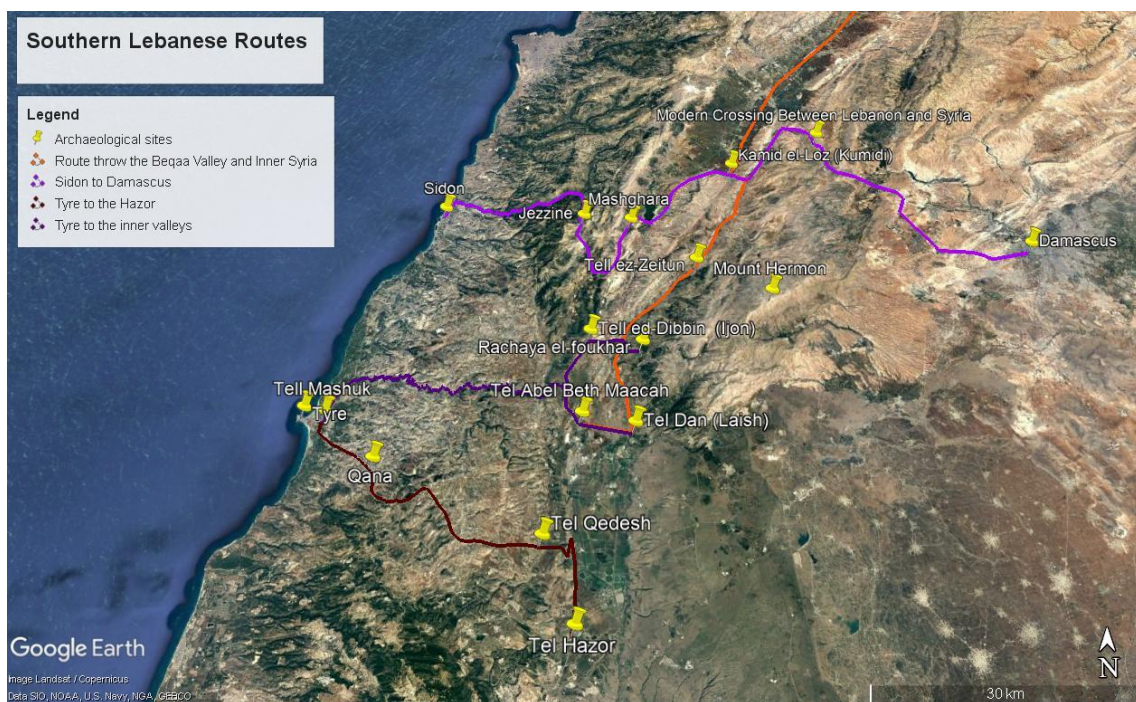 Southern Lebanese Routes
Legend
Archaeological sites
Route throw the Beqaa Valley and Inner Syria
Sidon to Damascus
Tyre to the Hazor
Tyre to the inner valleys
Modern Crossing Between Lebanon and Syria
Kamid el-Loz (Kumidi)
Sidon
Mashghara
Jezzine
Damascus
Tell ez-Zeitun
Mount Hermon
Tell ed-Dibbin (Ijon)
Rachaya el-foukhar
Tell Mashuk
Tel Abel Beth Maacah
Tyre
Tel Dan (Laish)
Qana
Tel Qedesh
Tel Hazor
Google Earth
N
Image Landsat / Copernicus
Data SIO, NOAA, U.S. Navy, NGA, GEBCO
30 km